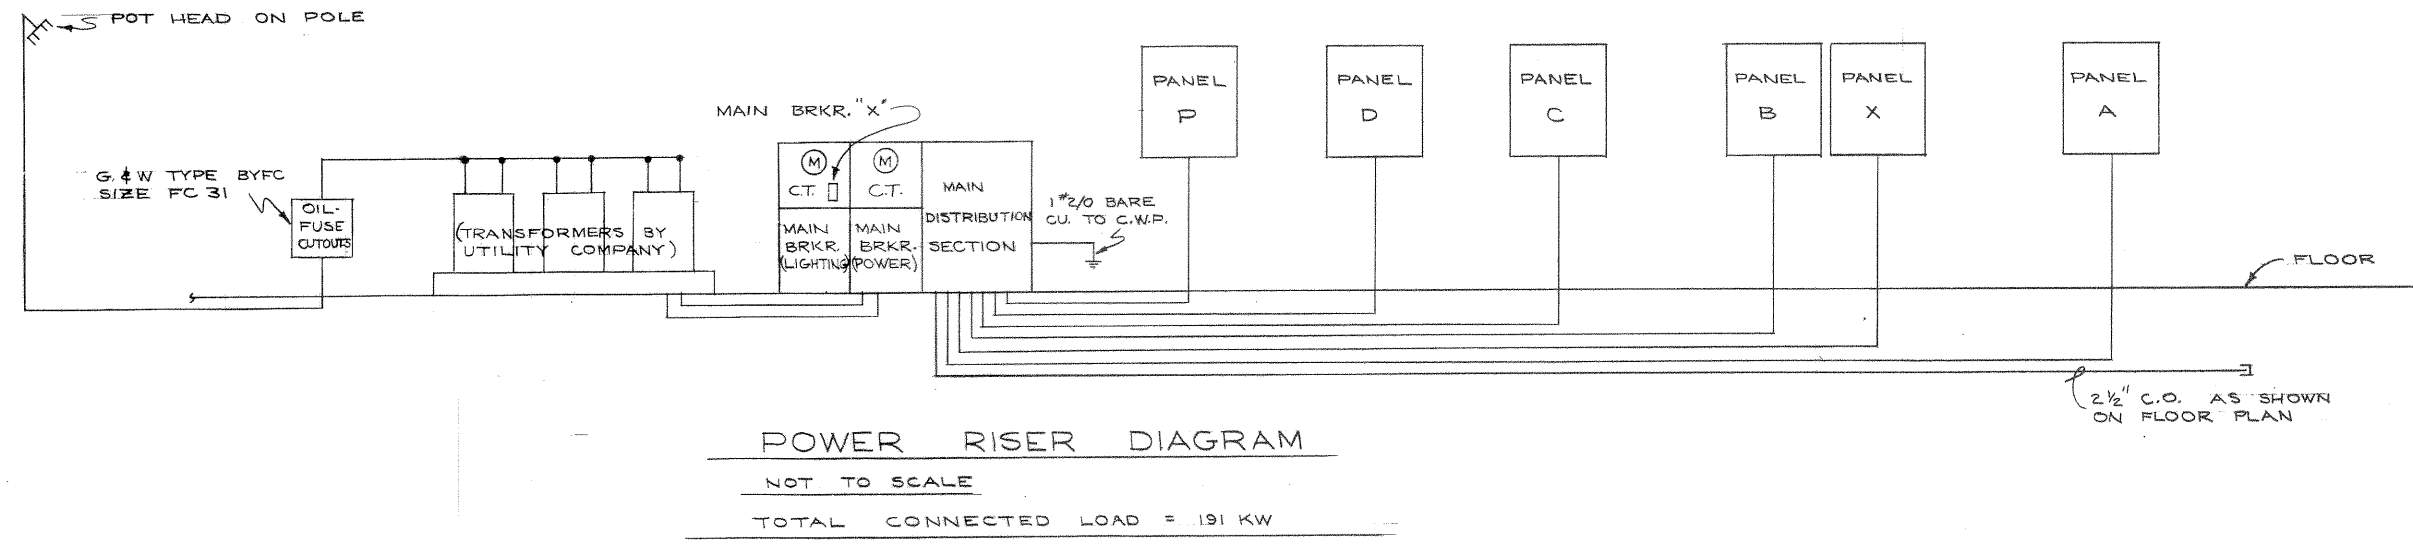 POT HEAD ON POLE
G. & W TYPE BYFC
SIZE FC 31
OIL-
FUSE
CUTOUTS
(TRANSFORMERS BY
UTILITY COMPANY)
MAIN BRKR. "X"
M
C.T.
M
C.T.
MAIN
BRKR.
(LIGHTING)
MAIN
BRKR.
(POWER)
MAIN
DISTRIBUTION
SECTION
1 #2/0 BARE
CU. TO C.W.P.
PANEL
P
PANEL
D
PANEL
C
PANEL
B
PANEL
X
PANEL
A
FLOOR
2½" C.O. AS SHOWN
ON FLOOR PLAN
POWER RISER DIAGRAM
NOT TO SCALE
TOTAL CONNECTED LOAD = 191 KW